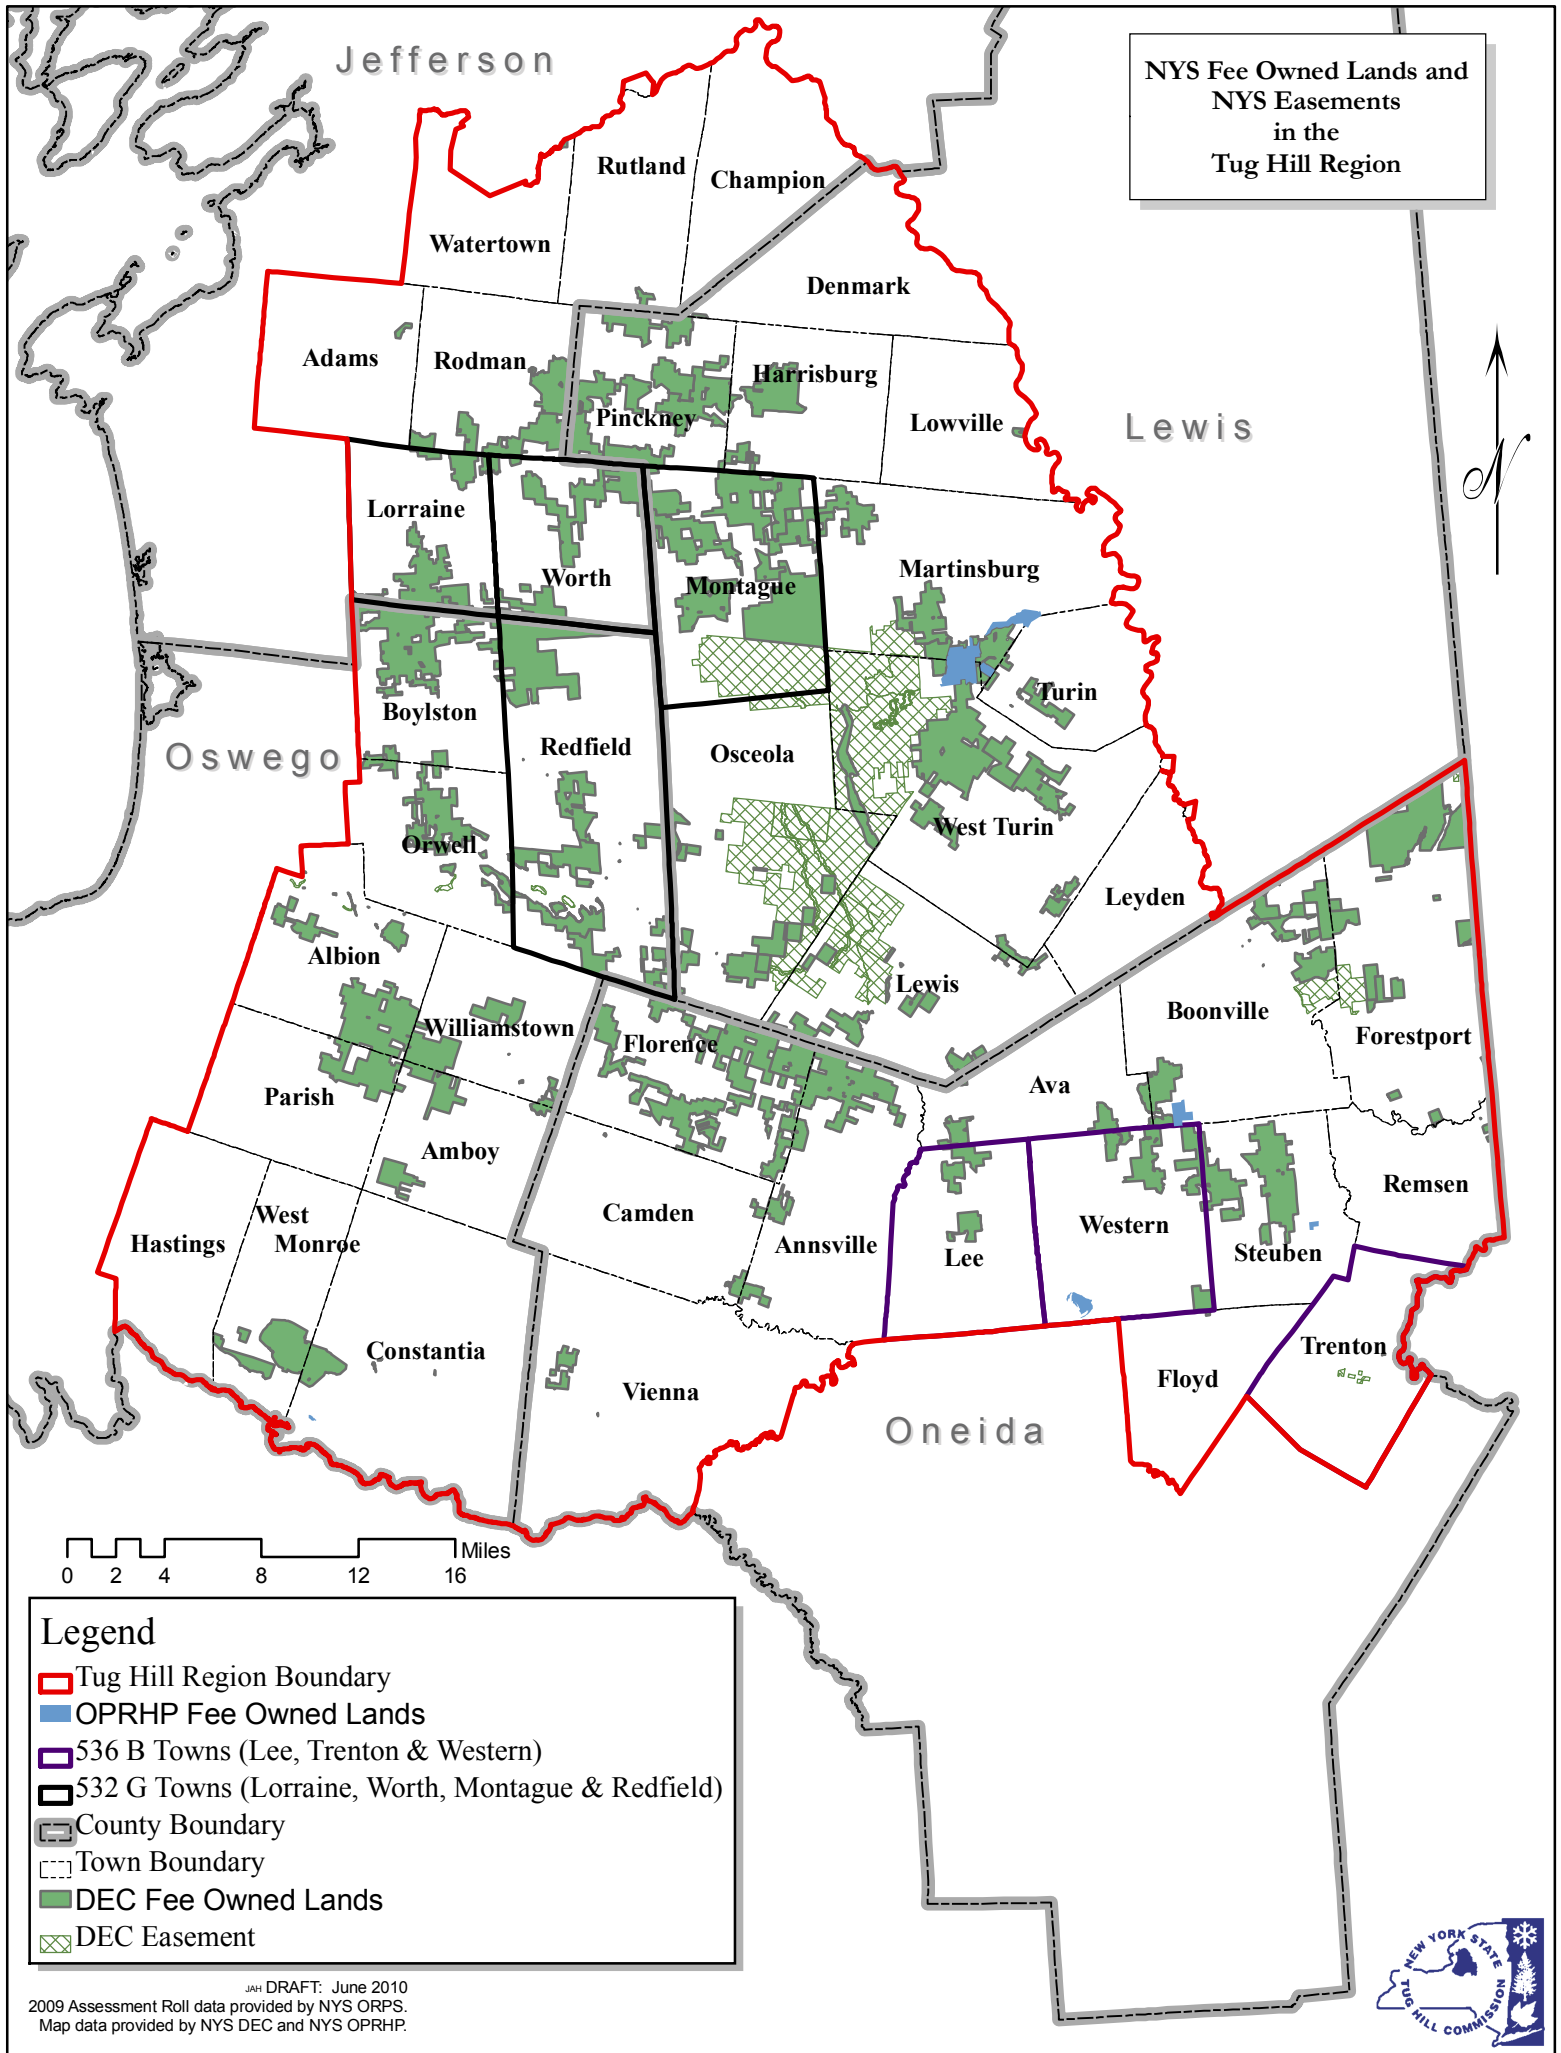 Jefferson
NYS Fee Owned Lands and
NYS Easements
in the
Tug Hill Region
Rutland
Champion
Watertown
Denmark
Adams
Rodman
Harrisburg
Pinckney
Lowville
Lewis
N
Lorraine
Worth
Montague
Martinsburg
Turin
Boylston
Oswego
Redfield
Osceola
Orwell
West Turin
Leyden
Albion
Lewis
Williamstown
Florence
Boonville
Forestport
Parish
Ava
Amboy
Camden
Annsville
Lee
Western
Steuben
Remsen
Hastings
West
Monroe
Constantia
Vienna
Floyd
Trenton
Oneida
0 2 4 8 12 16 Miles
Legend
Tug Hill Region Boundary
OPRHP Fee Owned Lands
536 B Towns (Lee, Trenton & Western)
532 G Towns (Lorraine, Worth, Montague & Redfield)
County Boundary
Town Boundary
DEC Fee Owned Lands
DEC Easement
JAH DRAFT: June 2010
2009 Assessment Roll data provided by NYS ORPS.
Map data provided by NYS DEC and NYS OPRHP.
NEW YORK STATE
TUG HILL COMMISSION